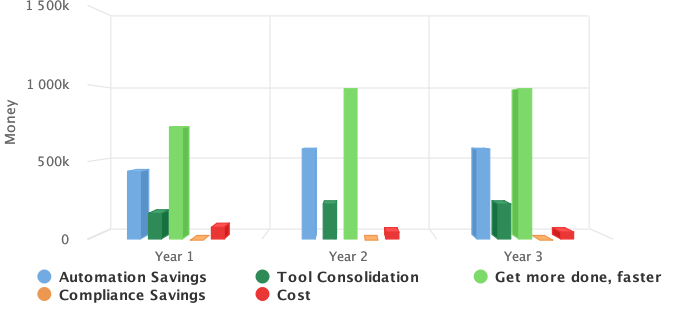 1 500k
1 000k
500k
0
Money
Year 1
Year 2
Year 3
Automation Savings
Tool Consolidation
Get more done, faster
Compliance Savings
Cost